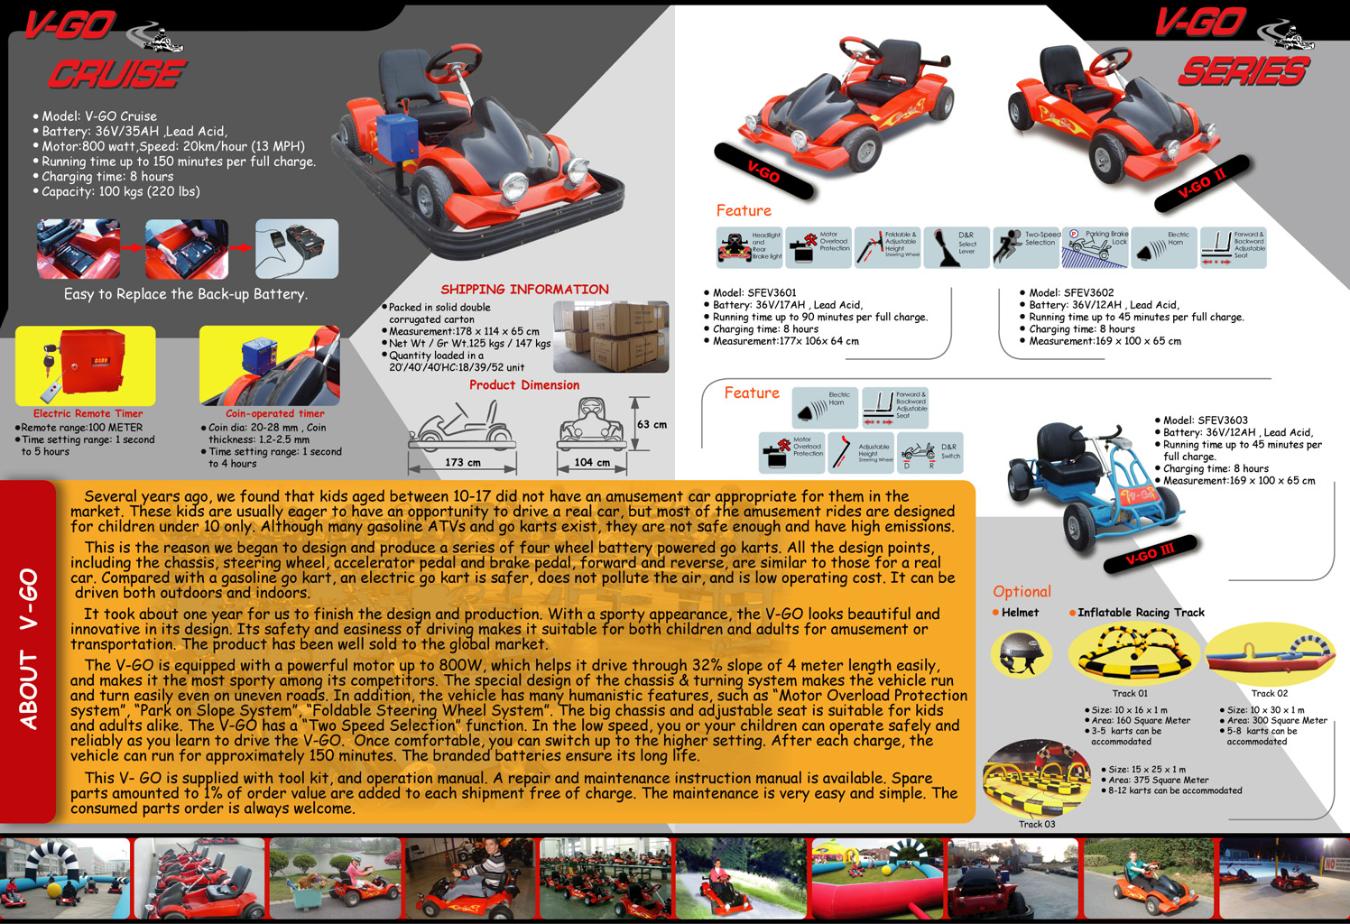 V-GO
CRUISE
• Model: V-GO Cruise
• Battery: 36V/35AH ,Lead Acid,
• Motor:800 watt,Speed: 20km/hour (13 MPH)
• Running time up to 150 minutes per full charge.
• Charging time: 8 hours
• Capacity: 100 kgs (220 lbs)
Easy to Replace the Back-up Battery.
Electric Remote Timer
• Remote range:100 METER
• Time setting range: 1 second
to 5 hours
Coin-operated timer
• Coin dia: 20-28 mm , Coin
thickness: 1.2-2.5 mm
• Time setting range: 1 second
to 4 hours
SHIPPING INFORMATION
• Packed in solid double
corrugated carton
• Measurement:178 x 114 x 65 cm
• Net Wt / Gr Wt.125 kgs / 147 kgs
• Quantity loaded in a
20'/40'/40'HC:18/39/52 unit
Product Dimension
63 cm
173 cm
104 cm
V-GO
SERIES
V-GO
V-GO II
Feature
Headlight
and
Rear
Brake light
Motor
Overload
Protection
Foldable &
Adjustable
Height
Steering Wheel
D&R
Select
Lever
Two-Speed
Selection
P
Parking Brake
Lock
Electric
Horn
Forward &
Backward
Adjustable
Seat
• Model: SFEV3601
• Battery: 36V/17AH , Lead Acid,
• Running time up to 90 minutes per full charge.
• Charging time: 8 hours
• Measurement:177x 106x 64 cm
• Model: SFEV3602
• Battery: 36V/12AH , Lead Acid,
• Running time up to 45 minutes per full charge.
• Charging time: 8 hours
• Measurement:169 x 100 x 65 cm
Feature
Electric
Horn
Forward &
Backward
Adjustable
Seat
Motor
Overload
Protection
Adjustable
Height
Steering Wheel
D&R
Switch
D R
V-GO
V-GO III
• Model: SFEV3603
• Battery: 36V/12AH , Lead Acid,
• Running time up to 45 minutes per
full charge.
• Charging time: 8 hours
• Measurement:169 x 100 x 65 cm
ABOUT V-GO
Several years ago, we found that kids aged between 10-17 did not have an amusement car appropriate for them in the
market. These kids are usually eager to have an opportunity to drive a real car, but most of the amusement rides are designed
for children under 10 only. Although many gasoline ATVs and go karts exist, they are not safe enough and have high emissions.
This is the reason we began to design and produce a series of four wheel battery powered go karts. All the design points,
including the chassis, steering wheel, accelerator pedal and brake pedal, forward and reverse, are similar to those for a real
car. Compared with a gasoline go kart, an electric go kart is safer, does not pollute the air, and is low operating cost. It can be
driven both outdoors and indoors.
It took about one year for us to finish the design and production. With a sporty appearance, the V-GO looks beautiful and
innovative in its design. Its safety and easiness of driving makes it suitable for both children and adults for amusement or
transportation. The product has been well sold to the global market.
The V-GO is equipped with a powerful motor up to 800W, which helps it drive through 32% slope of 4 meter length easily,
and makes it the most sporty among its competitors. The special design of the chassis & turning system makes the vehicle run
and turn easily even on uneven roads. In addition, the vehicle has many humanistic features, such as "Motor Overload Protection
system", "Park on Slope System", "Foldable Steering Wheel System". The big chassis and adjustable seat is suitable for kids
and adults alike. The V-GO has a "Two Speed Selection" function. In the low speed, you or your children can operate safely and
reliably as you learn to drive the V-GO. Once comfortable, you can switch up to the higher setting. After each charge, the
vehicle can run for approximately 150 minutes. The branded batteries ensure its long life.
This V- GO is supplied with tool kit, and operation manual. A repair and maintenance instruction manual is available. Spare
parts amounted to 1% of order value are added to each shipment free of charge. The maintenance is very easy and simple. The
consumed parts order is always welcome.
Optional
• Helmet
• Inflatable Racing Track
Track 01
• Size: 10 x 16 x 1 m
• Area: 160 Square Meter
• 3-5 karts can be
accommodated
Track 02
• Size: 10 x 30 x 1 m
• Area: 300 Square Meter
• 5-8 karts can be
accommodated
Track 03
• Size: 15 x 25 x 1 m
• Area: 375 Square Meter
• 8-12 karts can be accommodated